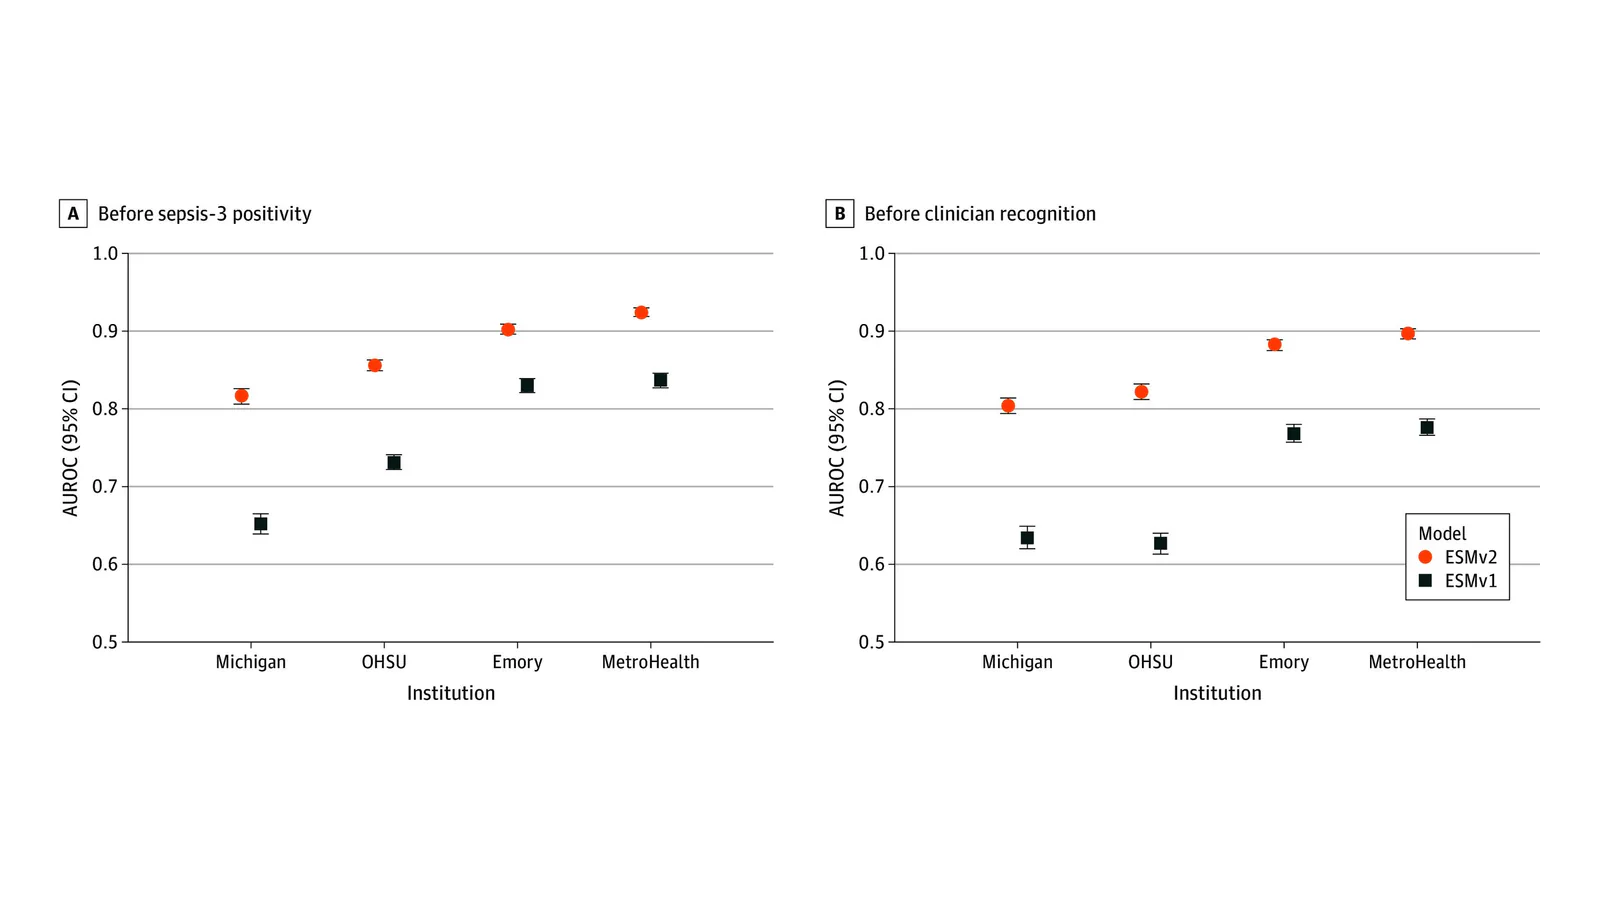 A Before sepsis-3 positivity
1.0
0.9
0.8
0.7
0.6
0.5
AUROC (95% CI)
Michigan OHSU Emory MetroHealth
Institution
B Before clinician recognition
1.0
0.9
0.8
0.7
0.6
0.5
AUROC (95% CI)
Model
ESMv2
ESMv1
Michigan OHSU Emory MetroHealth
Institution